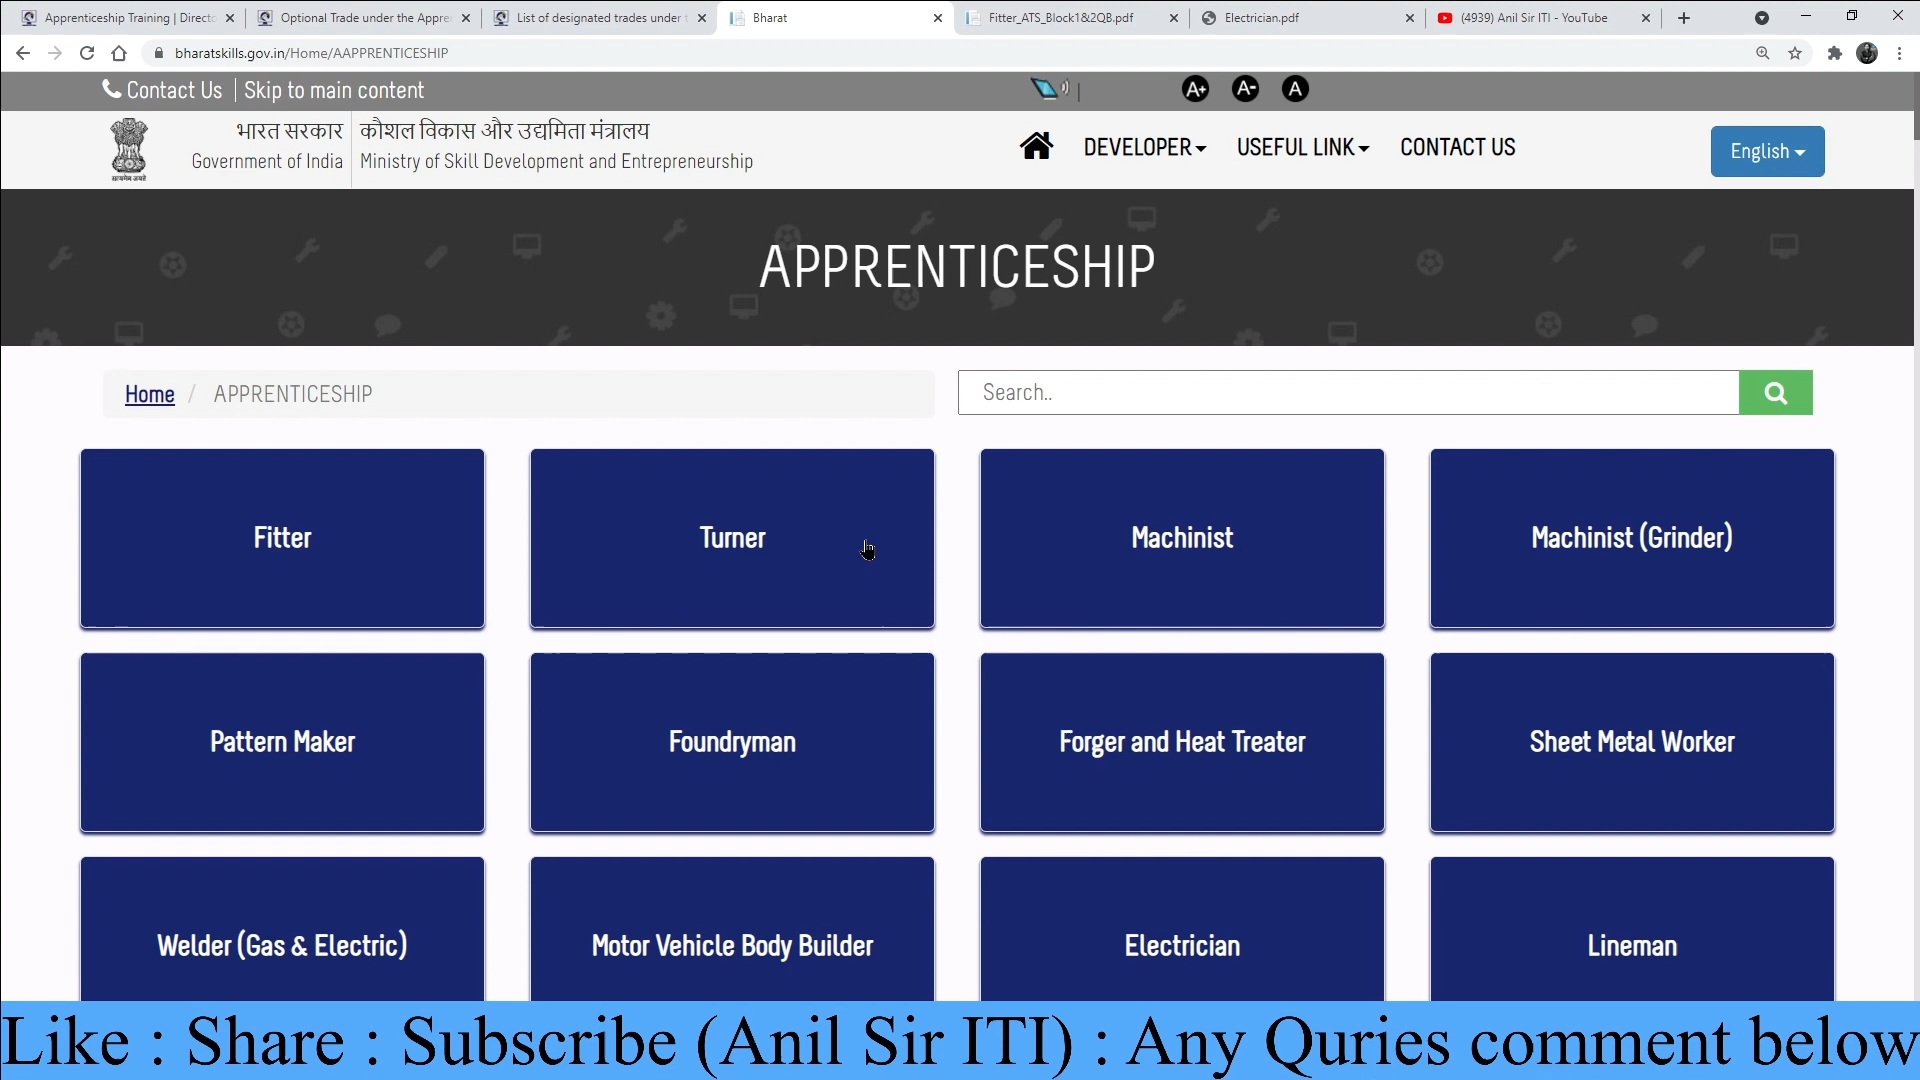 Apprenticeship Training | Directo
Optional Trade under the Appre
List of designated trades under t
Bharat
Fitter_ATS_Block1&2QB.pdf
Electrician.pdf
(4939) Anil Sir ITI - YouTube
bharatskills.gov.in/Home/AAPPRENTICESHIP
Contact Us | Skip to main content
A+ A- A
भारत सरकार
Government of India
कौशल विकास और उद्यमिता मंत्रालय
Ministry of Skill Development and Entrepreneurship
सत्यमेव जयते
DEVELOPER
USEFUL LINK
CONTACT US
English
APPRENTICESHIP
Home / APPRENTICESHIP
Search..
Fitter
Turner
Machinist
Machinist (Grinder)
Pattern Maker
Foundryman
Forger and Heat Treater
Sheet Metal Worker
Welder (Gas & Electric)
Motor Vehicle Body Builder
Electrician
Lineman
Like : Share : Subscribe (Anil Sir ITI) : Any Quries comment below